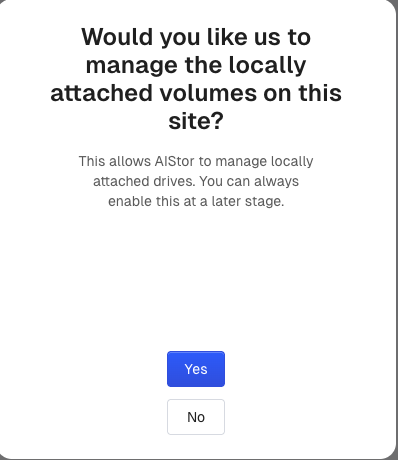 Would you like us to
manage the locally
attached volumes on this
site?
This allows AIStor to manage locally
attached drives. You can always
enable this at a later stage.
Yes
No